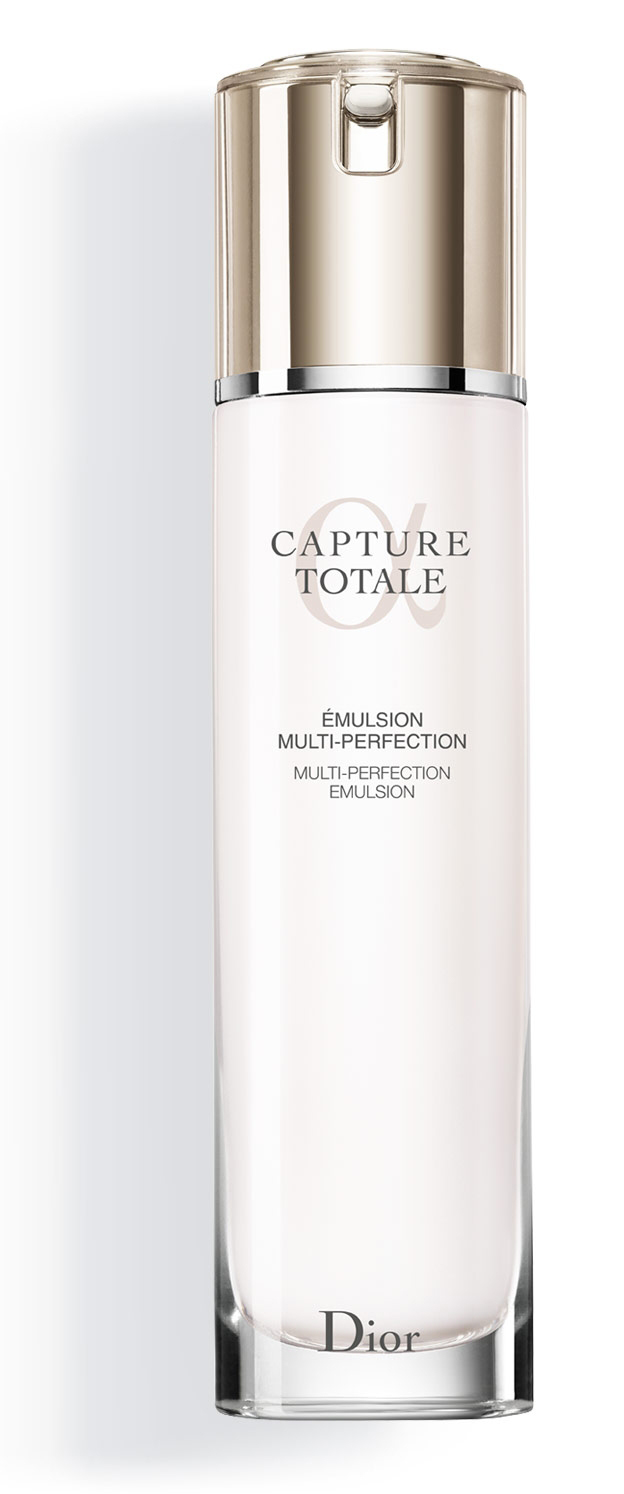 CAPTURE
TOTALE
α
ÉMULSION
MULTI-PERFECTION
MULTI-PERFECTION
EMULSION
Dior